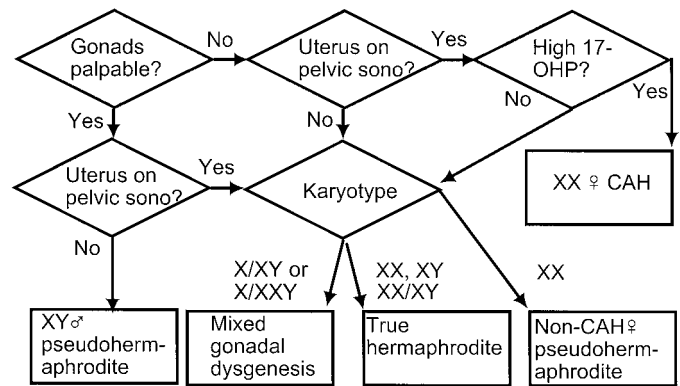 Gonads
palpable?
No
Uterus on
pelvic sono?
Yes
High 17-
OHP?
Yes
No
No
Yes
Uterus on
pelvic sono?
Yes
Karyotype
XX ♀ CAH
No
X/XY or
X/XXY
XX, XY
XX/XY
XX
XY♂
pseudoherm-
aphrodite
Mixed
gonadal
dysgenesis
True
hermaphrodite
Non-CAH♀
pseudoherm-
aphrodite